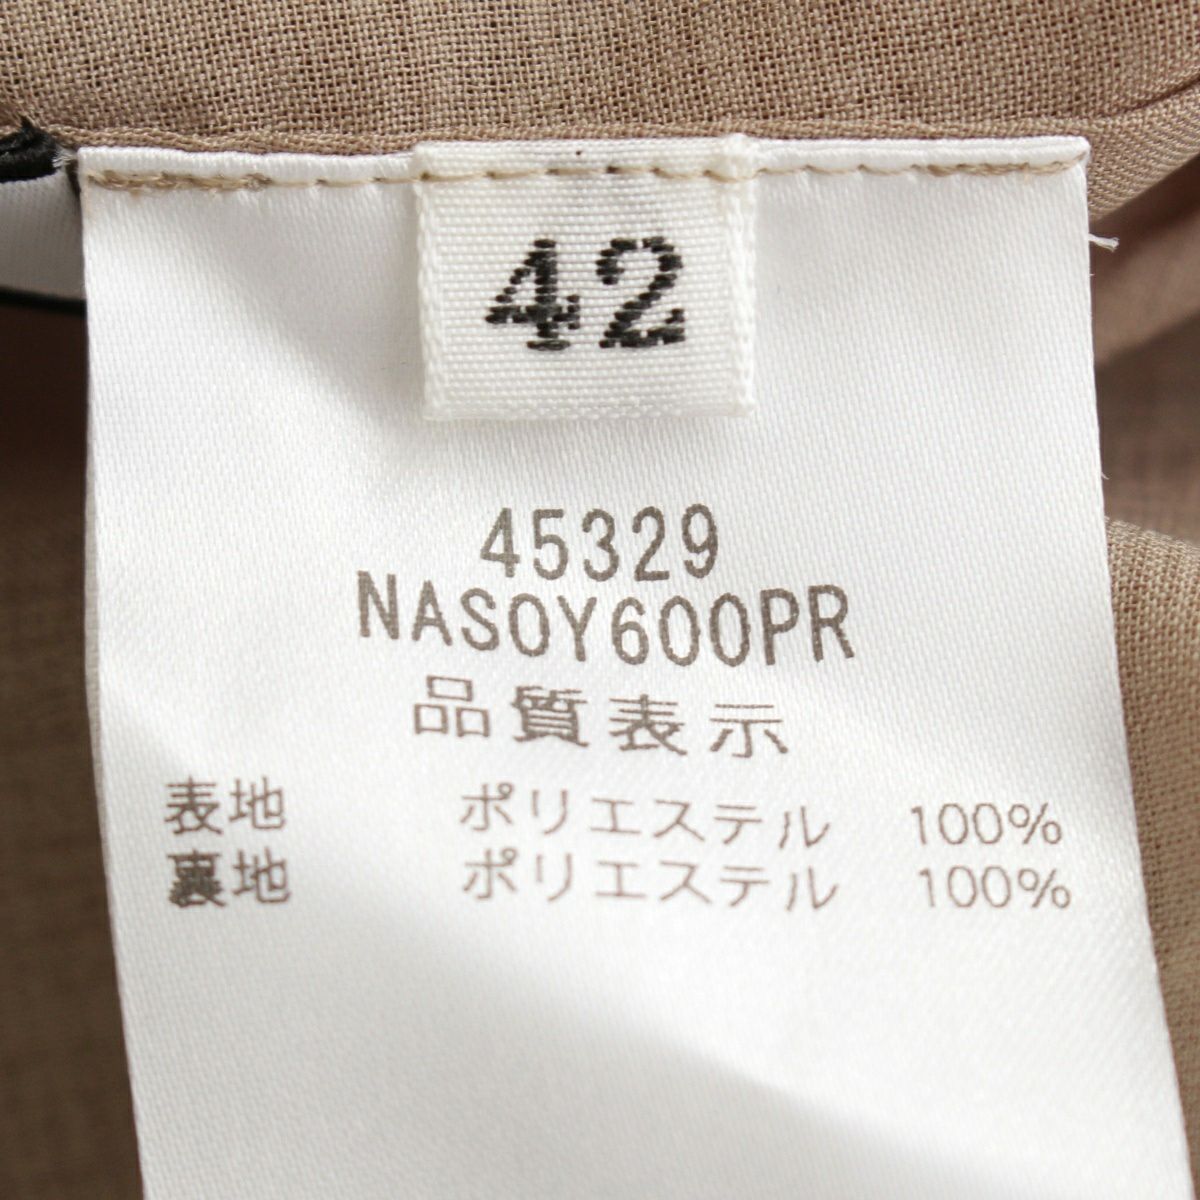 42
45329
NASOY600PR
品質表示
表地 ポリエステル 100%
裏地 ポリエステル 100%